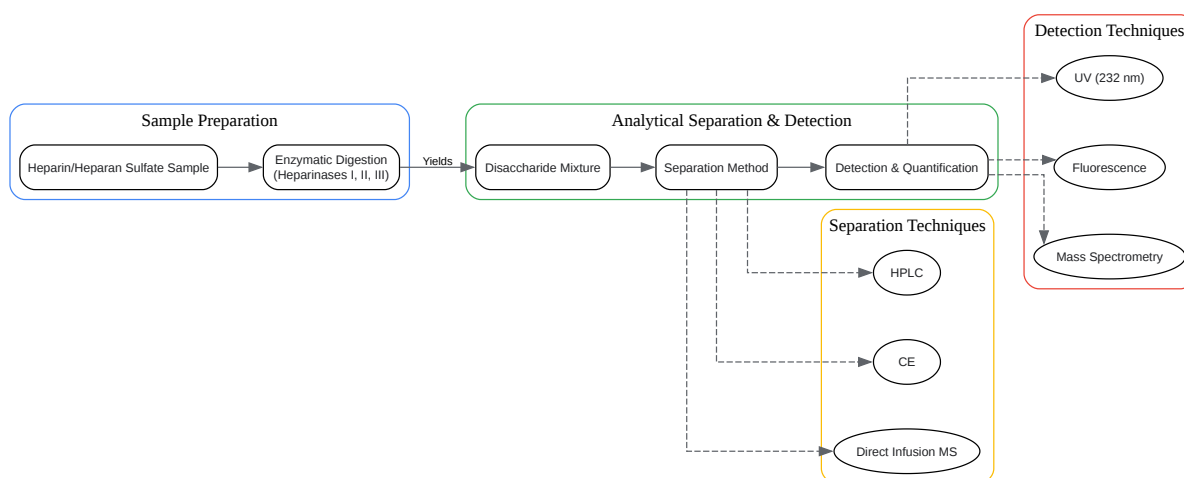 Detection Techniques
UV (232 nm)
Sample Preparation
Analytical Separation & Detection
Heparin/Heparan Sulfate Sample
Enzymatic Digestion
(Heparinases I, II, III)
Yields
Disaccharide Mixture
Separation Method
Detection & Quantification
Fluorescence
Separation Techniques
Mass Spectrometry
HPLC
CE
Direct Infusion MS